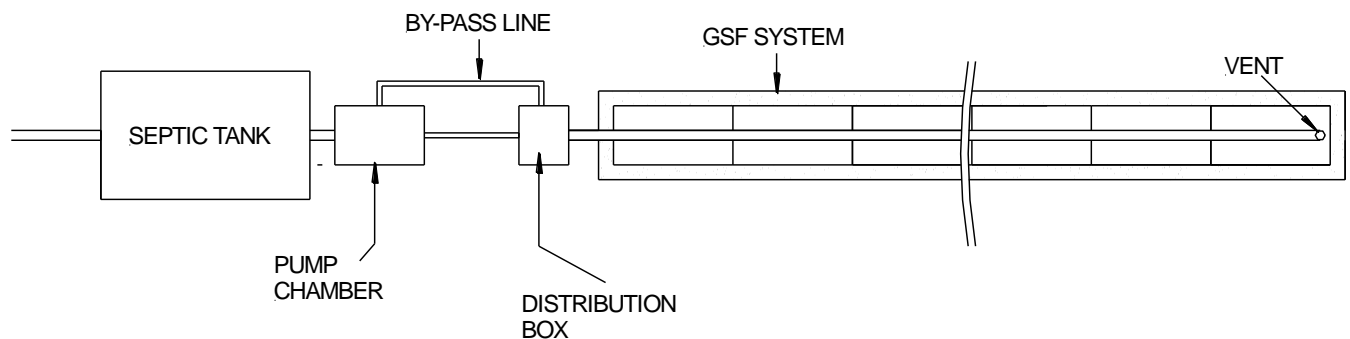 BY-PASS LINE
GSF SYSTEM
VENT
SEPTIC TANK
PUMP
CHAMBER
DISTRIBUTION
BOX